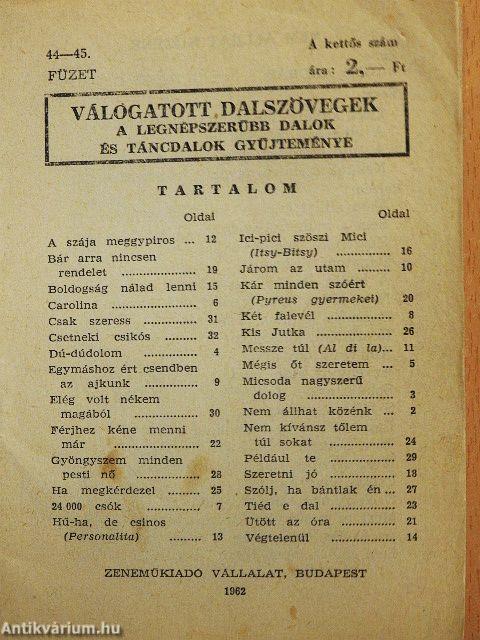 44—45.
FÜZET
A kettős szám
ára: 2,— Ft
VÁLOGATOTT DALSZÖVEGEK
A LEGNÉPSZERŰBB DALOK
ÉS TÁNCDALOK GYŰJTEMÉNYE
TARTALOM
Oldal
A szája meggypiros ... 12
Bár arra nincsen
rendelet ................ 19
Boldogság nálad lenni 15
Carolina ................ 6
Csak szeress ............ 31
Csetneki csikós ......... 32
Dú-dúdolom .............. 4
Egymáshoz ért csendben
az ajkunk ............... 9
Elég volt nékem
magából ................. 30
Férjhez kéne menni
már ..................... 22
Gyöngyszem minden
pesti nő ................ 28
Ha megkérdezel ....... 25
24 000 csók ............. 7
Hű-ha, de csinos
(Personalita) ........ 13
Oldal
Ici-pici szöszi Mici
(Itsy-Bitsy) ............ 16
Járom az utam ........ 10
Kár minden szóért
(Pyreus gyermekei) 20
Két falevél ............. 8
Kis Jutka ............... 26
Messze túl (Al di la)... 11
Mégis őt szeretem ... 5
Micsoda nagyszerű
dolog ................... 3
Nem állhat közénk ... 2
Nem kívánsz tőlem
túl sokat ............... 24
Például te .............. 29
Szeretni jó ............. 18
Szólj, ha bántlak én... 27
Tiéd e dal .............. 23
Ütött az óra ............ 21
Végtelenül .............. 14
ZENEMŰKIADÓ VÁLLALAT, BUDAPEST
1962
Antikvárium.hu